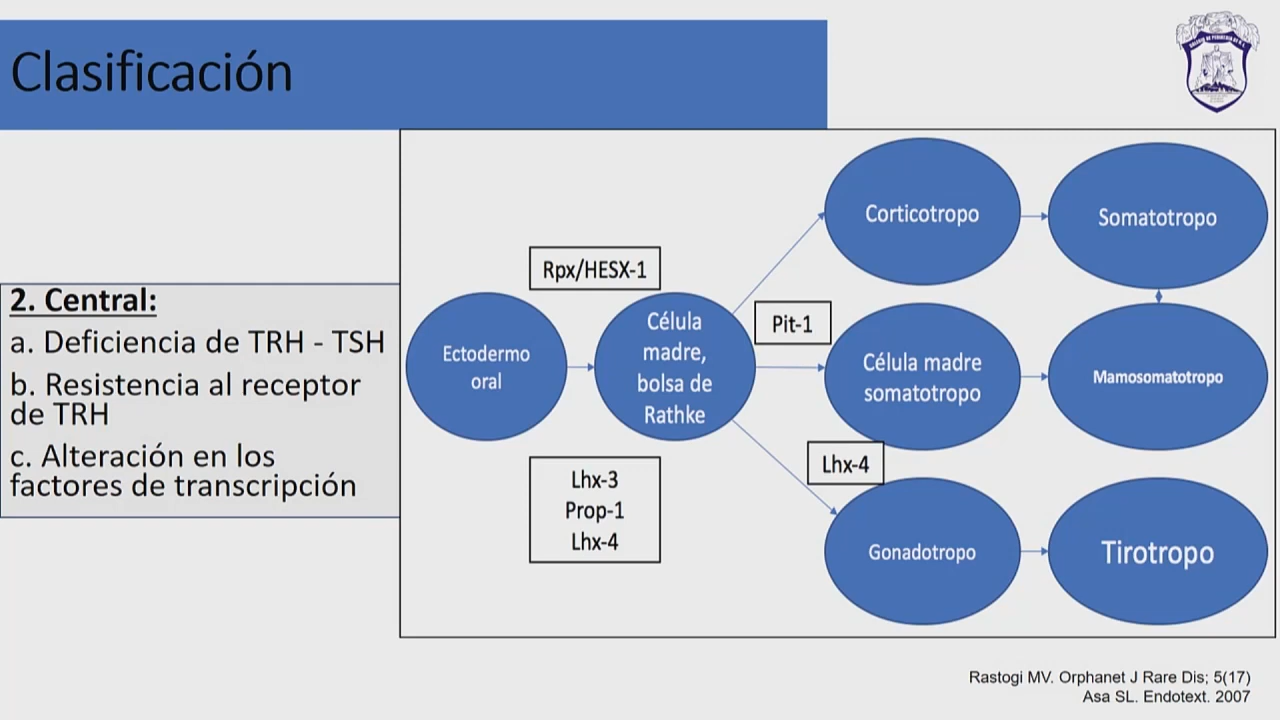 Clasificación
2. Central:
a. Deficiencia de TRH - TSH
b. Resistencia al receptor
de TRH
c. Alteración en los
factores de transcripción
Rpx/HESX-1
Ectodermo
oral
Célula
madre,
bolsa de
Rathke
Lhx-3
Prop-1
Lhx-4
Pit-1
Lhx-4
Corticotropo
Somatotropo
Célula madre
somatotropo
Mamosomatotropo
Gonadotropo
Tirotropo
Rastogi MV. Orphanet J Rare Dis; 5(17)
Asa SL. Endotext. 2007